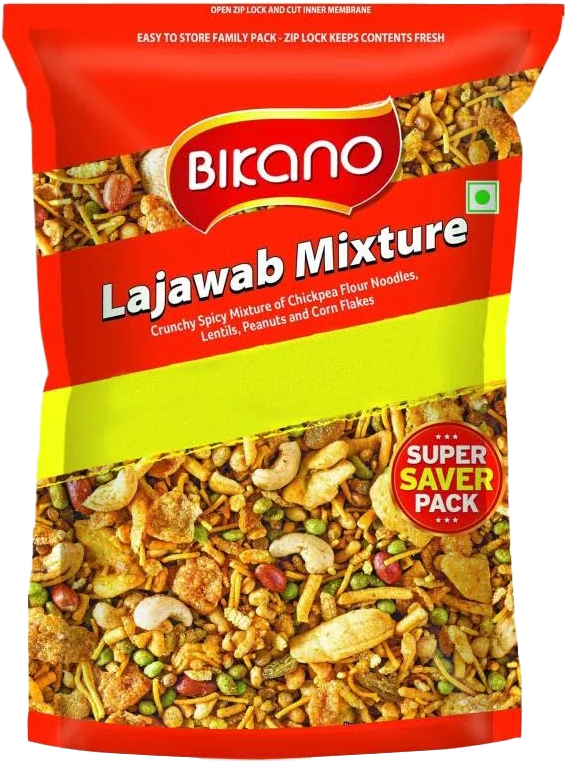 OPEN ZIP LOCK AND CUT INNER MEMBRANE
EASY TO STORE FAMILY PACK - ZIP LOCK KEEPS CONTENTS FRESH
BIKANO
Lajawab Mixture
Crunchy Spicy Mixture of Chickpea Flour Noodles,
Lentils, Peanuts and Corn Flakes
SUPER
SAVER
PACK